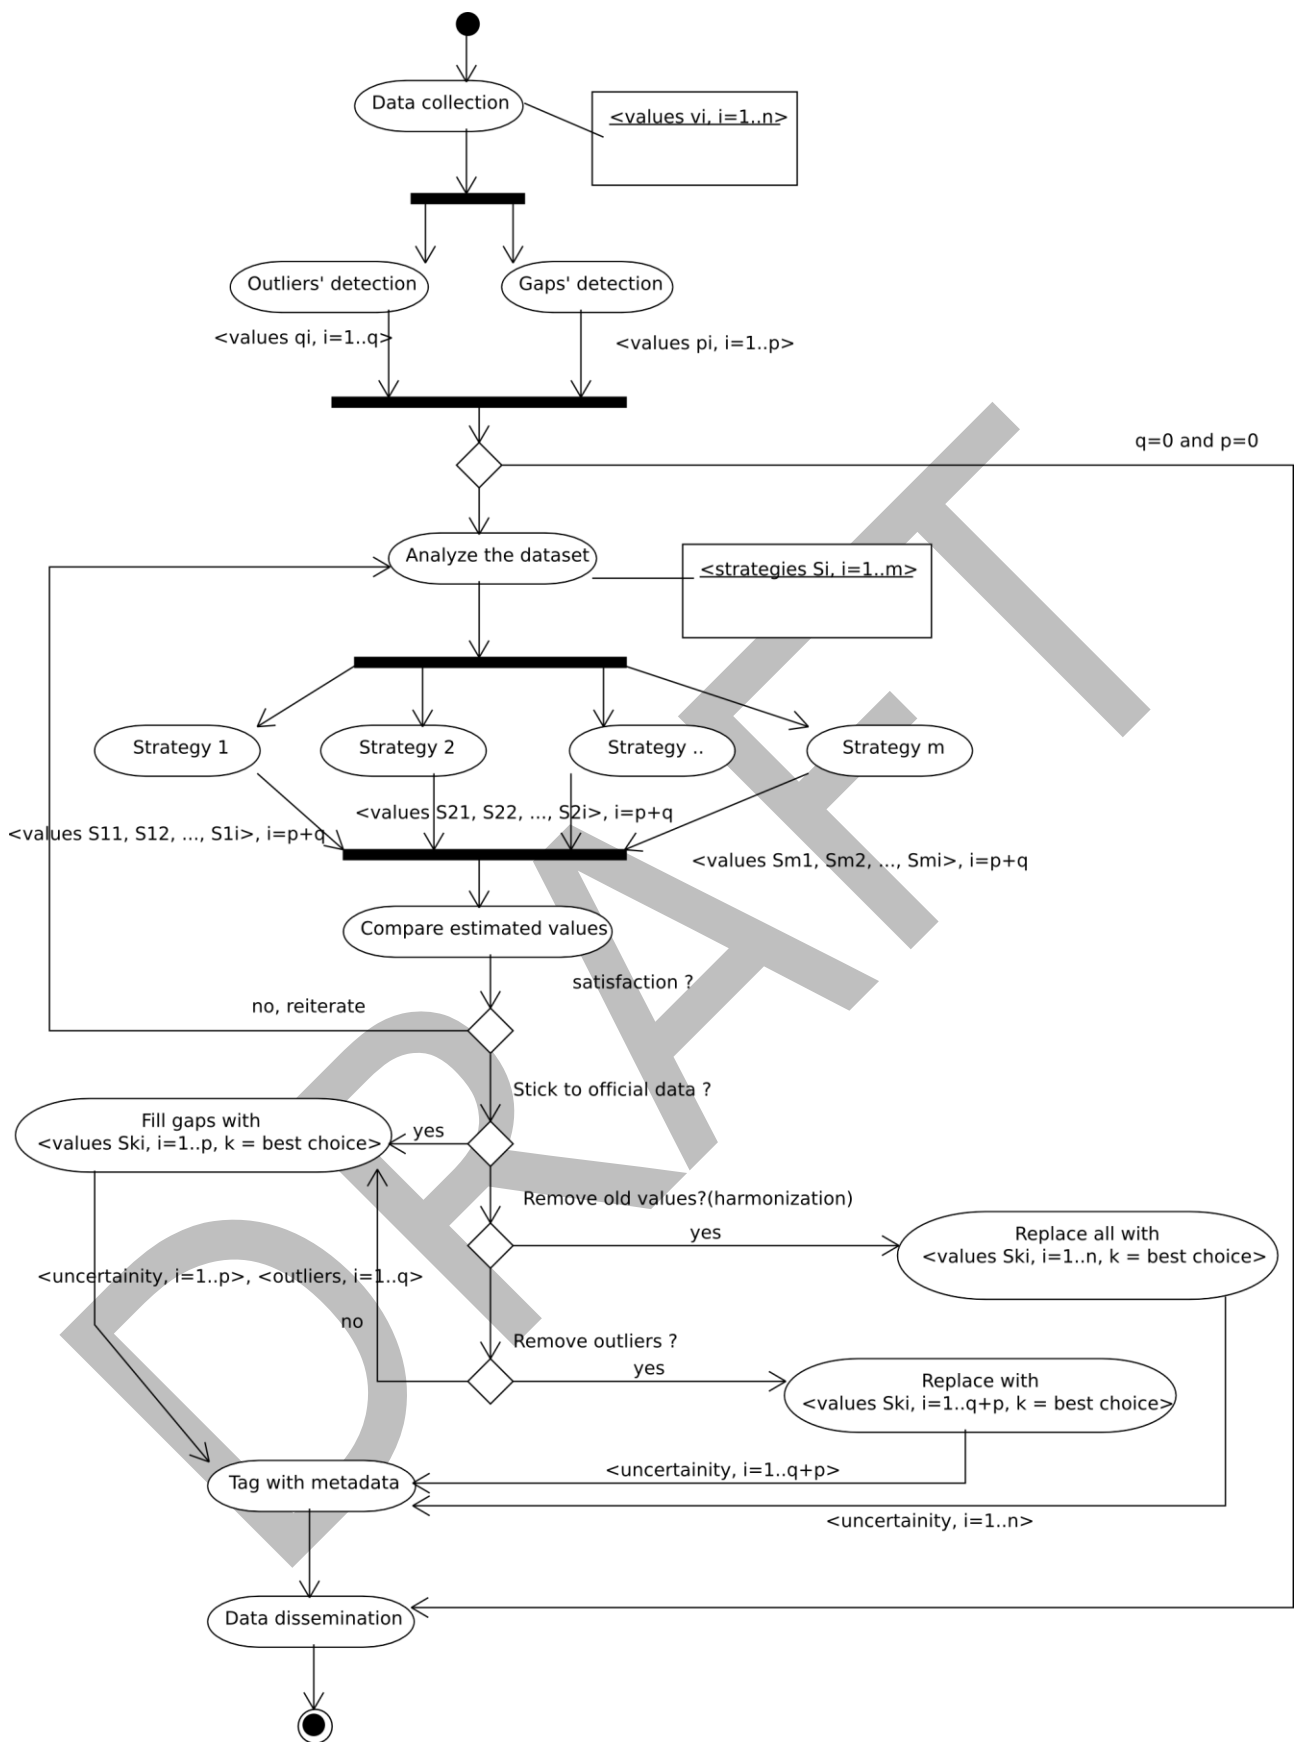 Data collection
<values vi, i=1..n>
Outliers' detection
Gaps' detection
<values qi, i=1..q>
<values pi, i=1..p>
q=0 and p=0
Analyze the dataset
<strategies Si, i=1..m>
Strategy 1
Strategy 2
Strategy ..
Strategy m
<values S21, S22, ..., S2i>, i=p+q
<values S11, S12, ..., S1i>, i=p+q
<values Sm1, Sm2, ..., Smi>, i=p+q
Compare estimated values
satisfaction ?
no, reiterate
Stick to official data ?
Fill gaps with
<values Ski, i=1..p, k = best choice>
yes
Remove old values?(harmonization)
yes
Replace all with
<values Ski, i=1..n, k = best choice>
<uncertainity, i=1..p>, <outliers, i=1..q>
no
Remove outliers ?
yes
Replace with
<values Ski, i=1..q+p, k = best choice>
<uncertainity, i=1..q+p>
Tag with metadata
<uncertainity, i=1..n>
Data dissemination
DRAFT